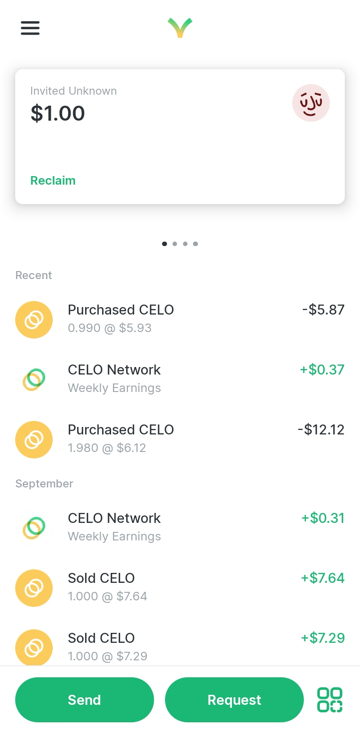 Invited Unknown
$1.00
Reclaim
Recent
Purchased CELO -$5.87
0.990 @ $5.93
CELO Network +$0.37
Weekly Earnings
Purchased CELO -$12.12
1.980 @ $6.12
September
CELO Network +$0.31
Weekly Earnings
Sold CELO +$7.64
1.000 @ $7.64
Sold CELO +$7.29
1.000 @ $7.29
Send Request